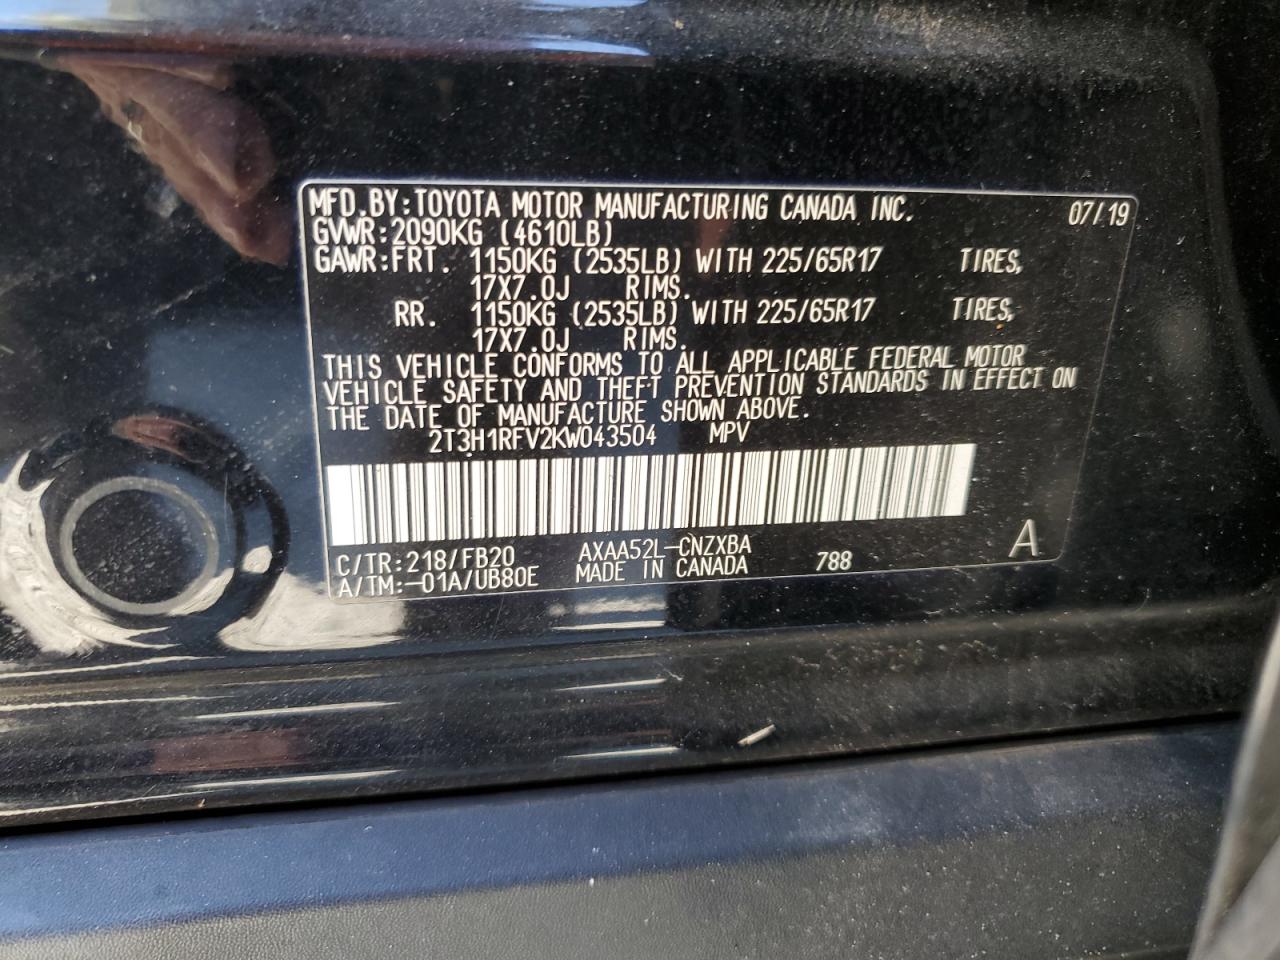 MFD.BY:TOYOTA MOTOR MANUFACTURING CANADA INC. 07/19
GVWR:2090KG (4610LB)
GAWR:FRT. 1150KG (2535LB) WITH 225/65R17 TIRES,
17X7.0J RIMS.
RR. 1150KG (2535LB) WITH 225/65R17 TIRES,
17X7.0J RIMS.
THIS VEHICLE CONFORMS TO ALL APPLICABLE FEDERAL MOTOR
VEHICLE SAFETY AND THEFT PREVENTION STANDARDS IN EFFECT ON
THE DATE OF MANUFACTURE SHOWN ABOVE.
2T3H1RFV2KW043504 MPV
C/TR:218/FB20 AXAA52L-CNZXBA
A/TM:-01A/UB80E MADE IN CANADA 788 A